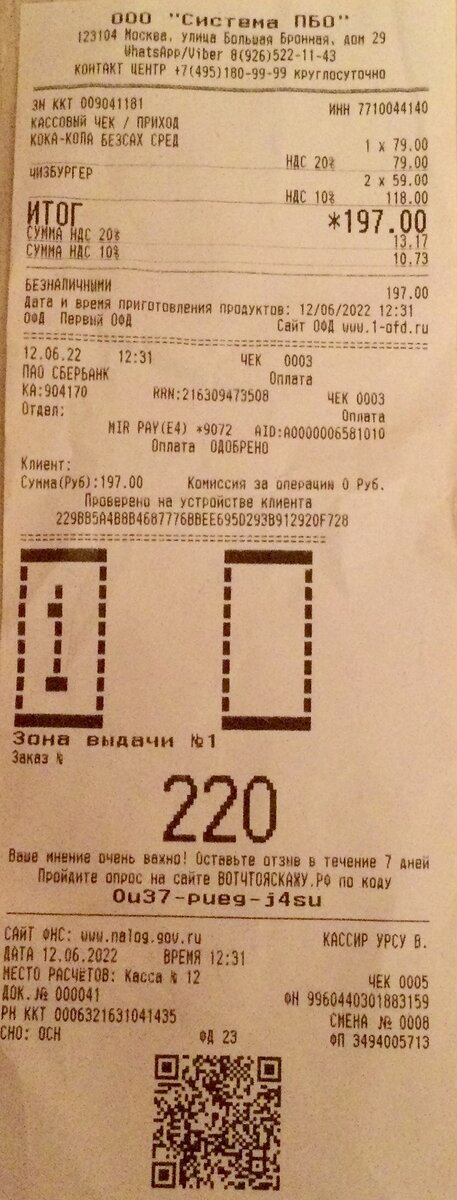 ООО "Система ПБО"
123104 Москва, улица Большая Бронная, дом 29
WhatsApp/Viber 8(926)522-11-43
КОНТАКТ ЦЕНТР +7(495)180-99-99 круглосуточно
ЗН ККТ 009041181 ИНН 7710044140
КАССОВЫЙ ЧЕК / ПРИХОД
КОКА-КОЛА БЕЗСАХ СРЕД 1 x 79.00
НДС 20% 79.00
ЧИЗБУРГЕР 2 x 59.00
НДС 10% 118.00
ИТОГ *197.00
СУММА НДС 20% 13.17
СУММА НДС 10% 10.73
БЕЗНАЛИЧНЫМИ 197.00
Дата и время приготовления продуктов: 12/06/2022 12:31
ОФД Первый ОФД Сайт ОФД www.1-ofd.ru
12.06.22 12:31 ЧЕК 0003
ПАО СБЕРБАНК Оплата
КА:904170 RRN:216309473508 ЧЕК 0003
Отдел: Оплата
MIR PAY(E4) *9072 AID:A0000006581010
Оплата ОДОБРЕНО
Клиент:
Сумма(Руб):197.00 Комиссия за операцию 0 Руб.
Проверено на устройстве клиента
229BB5A4B8B4687776BBEE695D293B912920F728
1
Зона выдачи №1
Заказ №
220
Ваше мнение очень важно! Оставьте отзыв в течение 7 дней
Пройдите опрос на сайте ВОТЧТОЯСКАЖУ.РФ по коду
0u37-pueg-j4su
САЙТ ФНС: www.nalog.gov.ru КАССИР УРСУ В.
ДАТА 12.06.2022 ВРЕМЯ 12:31
МЕСТО РАСЧЁТОВ: Касса № 12 ЧЕК 0005
ДОК. № 000041 ФН 9960440301883159
РН ККТ 0006321631041435 СМЕНА № 0008
СНО: ОСН ФД 23 ФП 3494005713